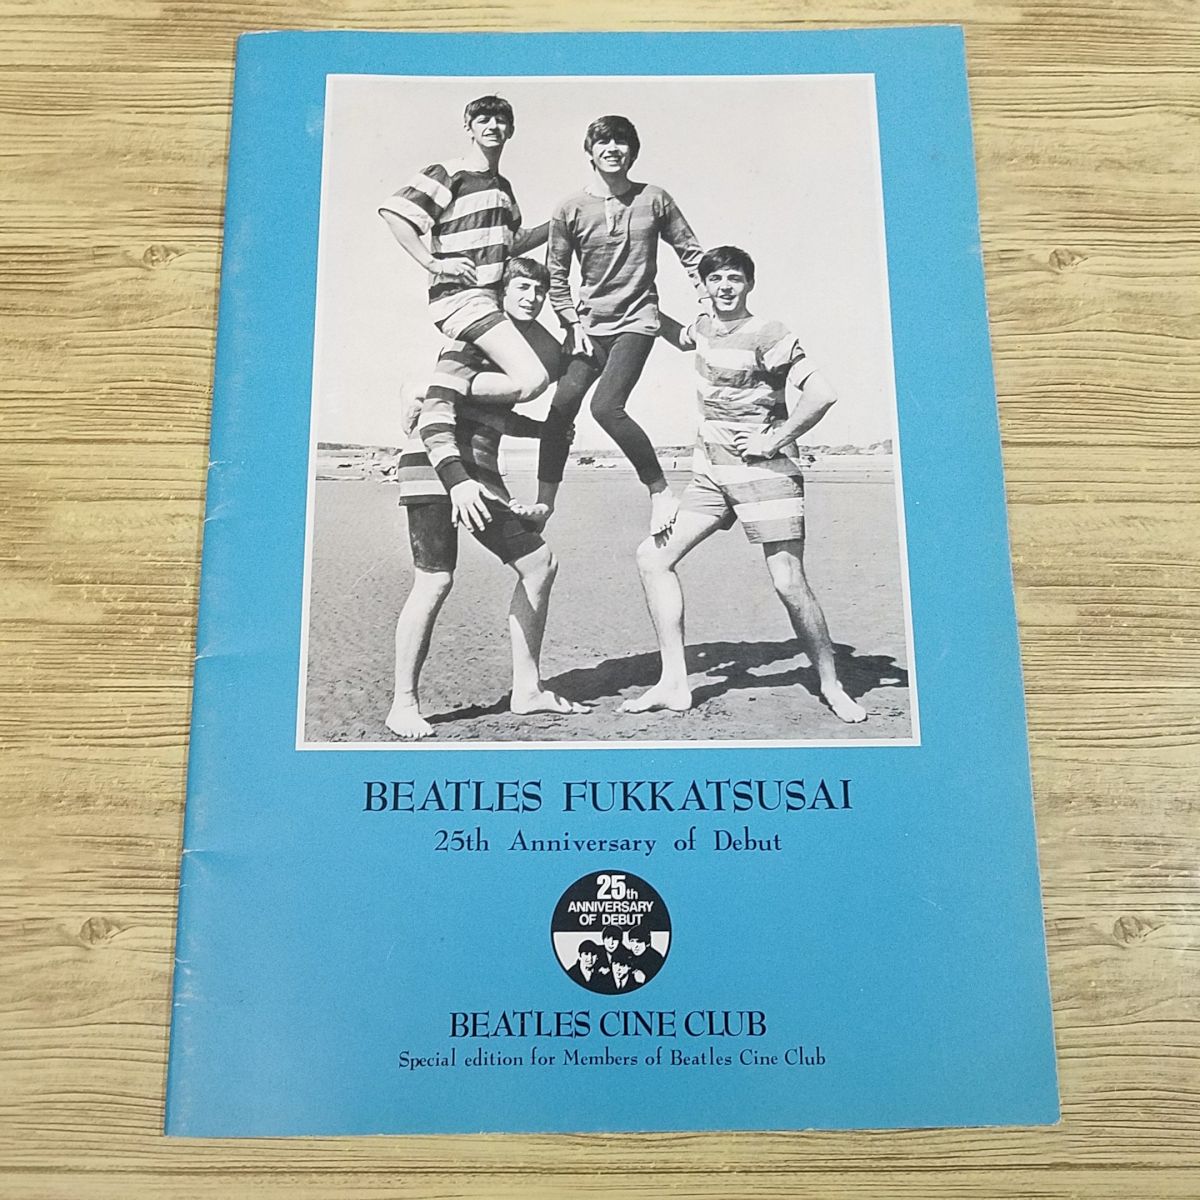 BEATLES FUKKATSUSAI
25th Anniversary of Debut
25th
ANNIVERSARY
OF DEBUT
BEATLES CINE CLUB
Special edition for Members of Beatles Cine Club